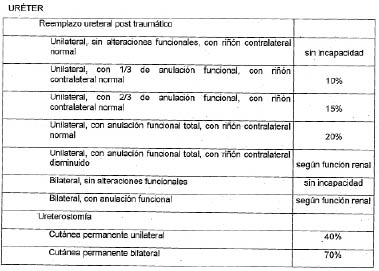 URÉTER
Reemplazo ureteral post traumático
Unilateral, sin alteraciones funcionales, con riñón contralateral
normal
sin incapacidad
Unilateral, con 1/3 de anulación funcional, con riñón
contralateral normal
10%
Unilateral, con 2/3 de anulación funcional, con riñón
contralateral normal
15%
Unilateral, con anulación funcional total, con riñón contralateral
normal
20%
Unilateral, con anulación funcional total, con riñón contralateral
disminuido
según función renal
Bilateral, sin alteraciones funcionales
sin incapacidad
Bilateral, con anulación funcional
según función renal
Ureterostomía
Cutánea permanente unilateral
40%
Cutánea permanente bilateral
70%